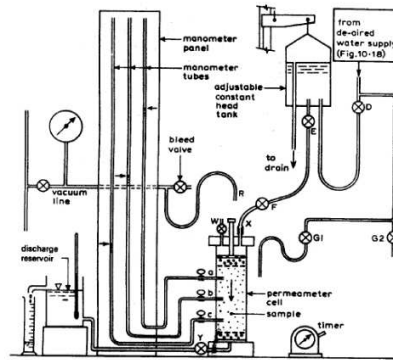 manometer
panel
manometer
tubes
adjustable
constant
head
tank
from
de-aired
water supply
(Fig.10·18)
D
E
to
drain
bleed
valve
R
vacuum
line
F
X
W
G1
G2
discharge
reservoir
a
b
c
permeameter
cell
sample
timer
Y